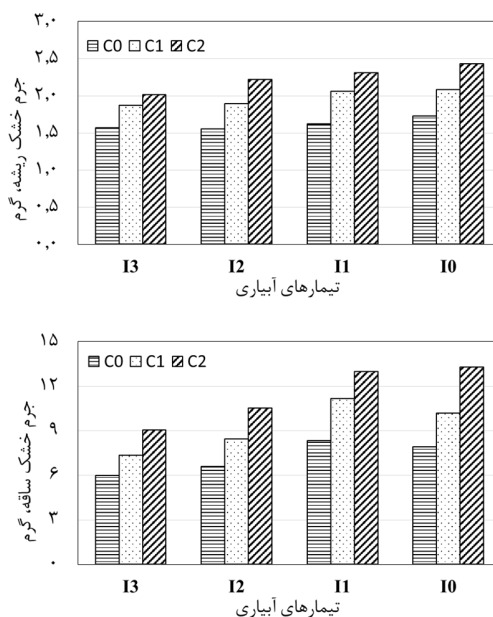 جرم خشک ریشه، گرم
۳٫۰
۲٫۵
۲٫۰
۱٫۵
۱٫۰
۰٫۵
۰٫۰
C0 C1 C2
I3 I2 I1 I0
تیمارهای آبیاری
جرم خشک ساقه، گرم
۱۵
۱۲
۹
۶
۳
۰
C0 C1 C2
I3 I2 I1 I0
تیمارهای آبیاری